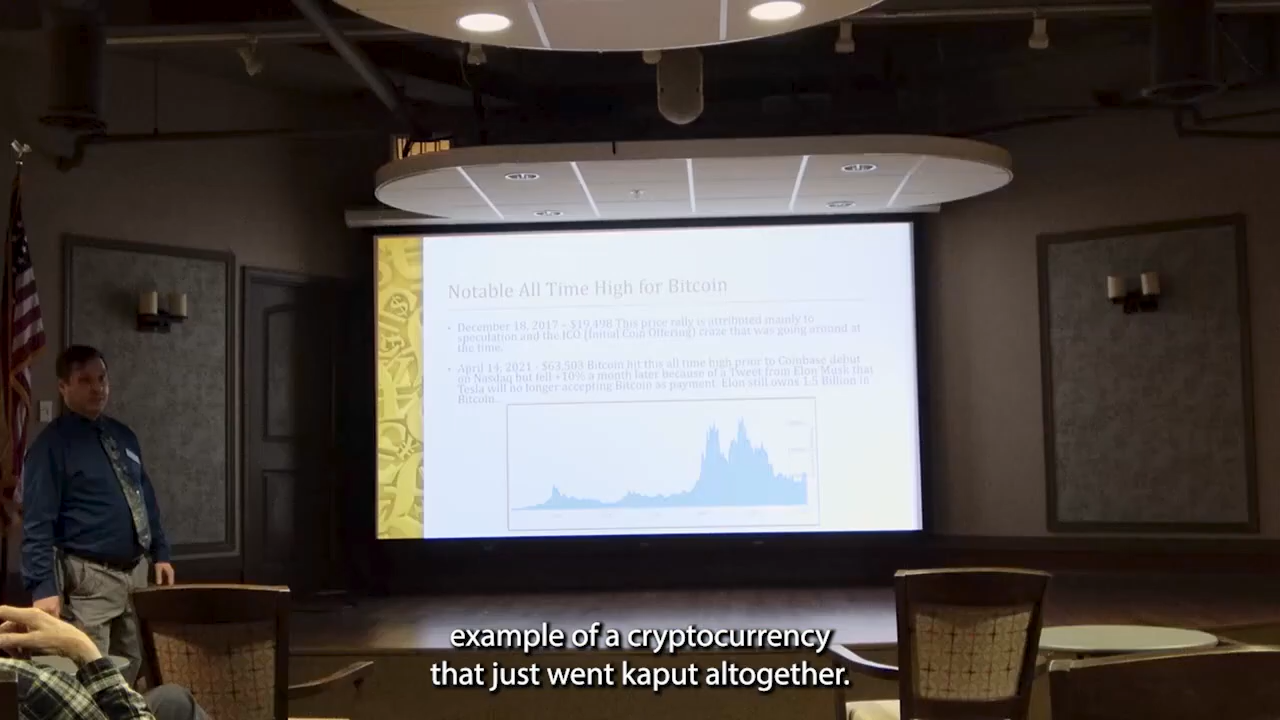 Notable All Time High for Bitcoin
• December 18, 2017 – $19,498 This price rally is attributed mainly to
speculation and the ICO (Initial Coin Offering) craze that was going around at
the time.
• April 14, 2021 - $63,503 Bitcoin hit this all time high prior to Coinbase debut
on Nasdaq but fell +10% a month later because of a Tweet from Elon Musk that
Tesla will no longer accepting Bitcoin as payment. Elon still owns 1.5 Billion in
Bitcoin.
example of a cryptocurrency
that just went kaput altogether.